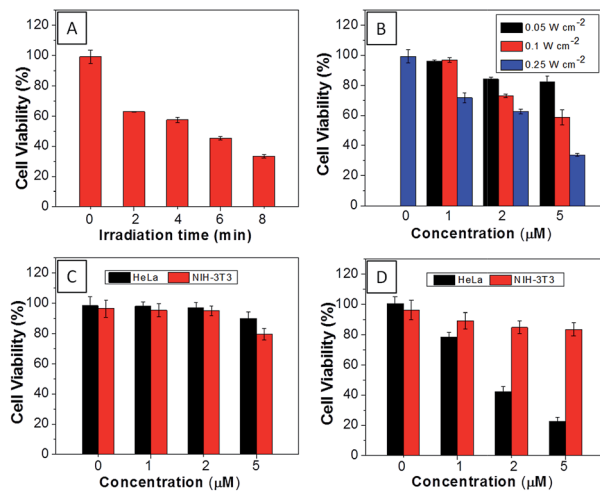 A
Cell Viability (%)
120
100
80
60
40
20
0
0 2 4 6 8
Irradiation time (min)
B
0.05 W cm-2
0.1 W cm-2
0.25 W cm-2
Cell Viability (%)
120
100
80
60
40
20
0
0 1 2 5
Concentration (μM)
C
HeLa NIH-3T3
Cell Viability (%)
120
100
80
60
40
20
0
0 1 2 5
Concentration (μM)
D
HeLa NIH-3T3
Cell Viability (%)
120
100
80
60
40
20
0
0 1 2 5
Concentration (μM)